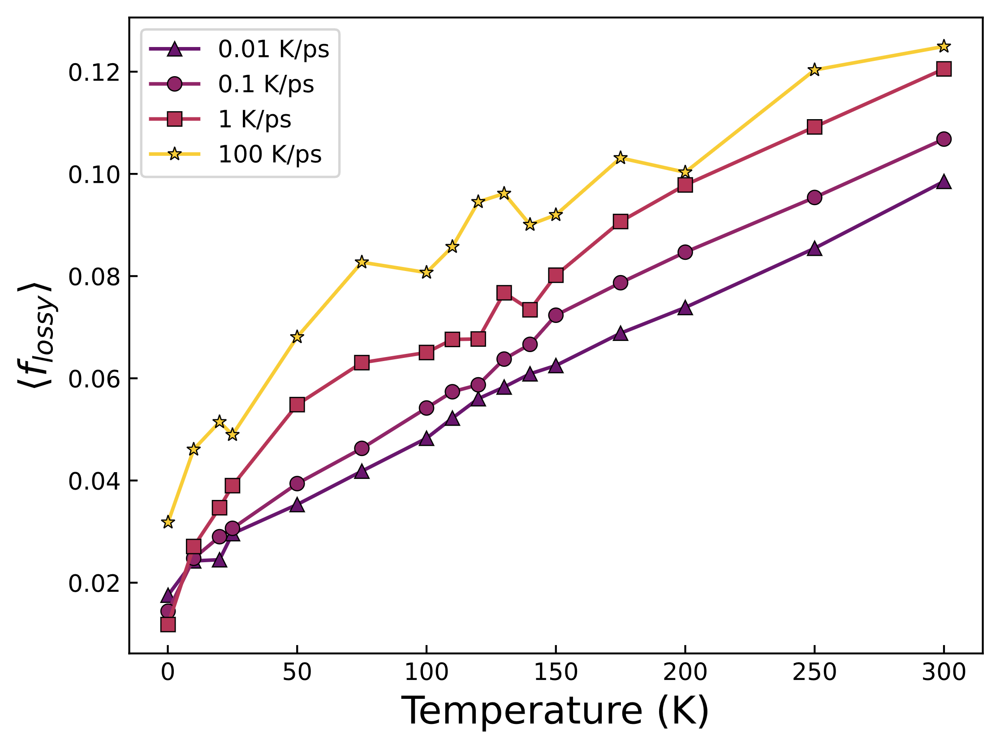 0.01 K/ps
0.1 K/ps
1 K/ps
100 K/ps
0.12
0.10
0.08
0.06
0.04
0.02
⟨f_lossy⟩
0 50 100 150 200 250 300
Temperature (K)